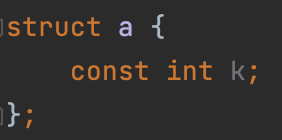 struct a {
    const int k;
};